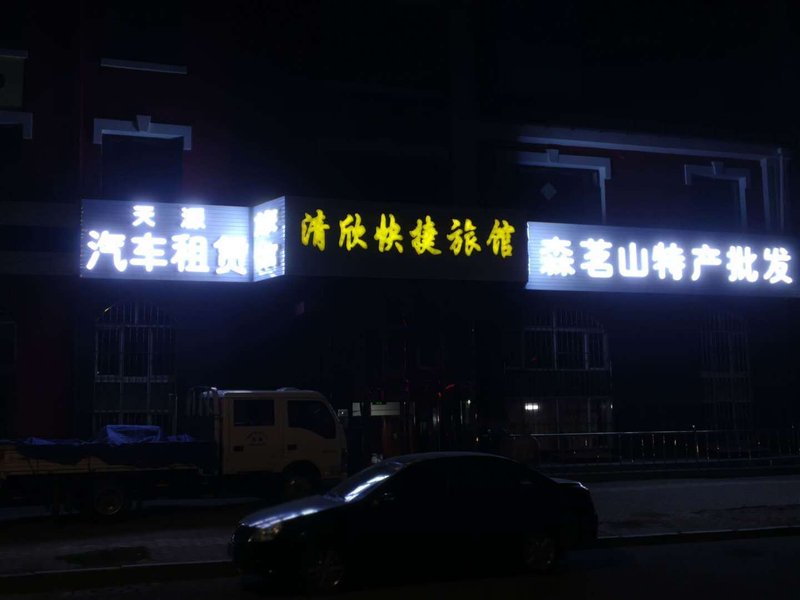 天源
汽车租赁
清欣快捷旅馆
森茗山特产批发